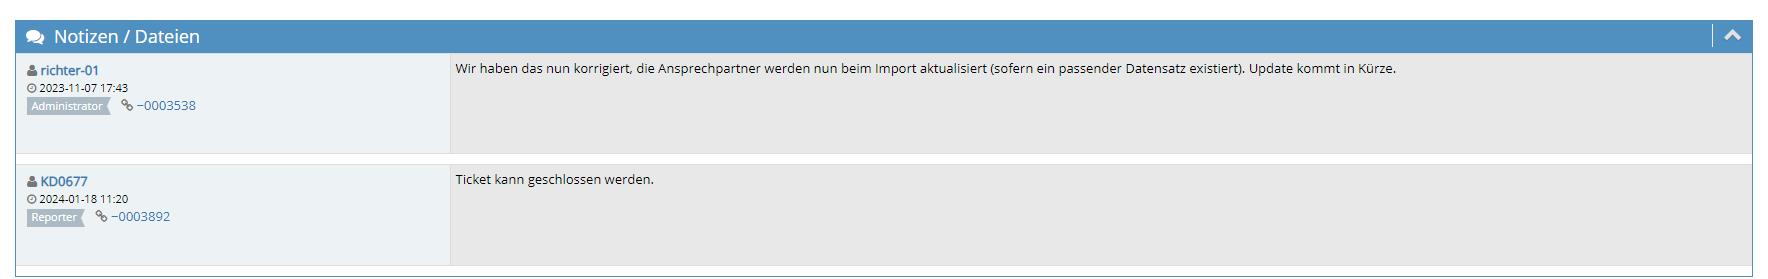 Notizen / Dateien
richter-01
2023-11-07 17:43
Administrator ~0003538
Wir haben das nun korrigiert, die Ansprechpartner werden nun beim Import aktualisiert (sofern ein passender Datensatz existiert). Update kommt in Kürze.
KD0677
2024-01-18 11:20
Reporter ~0003892
Ticket kann geschlossen werden.